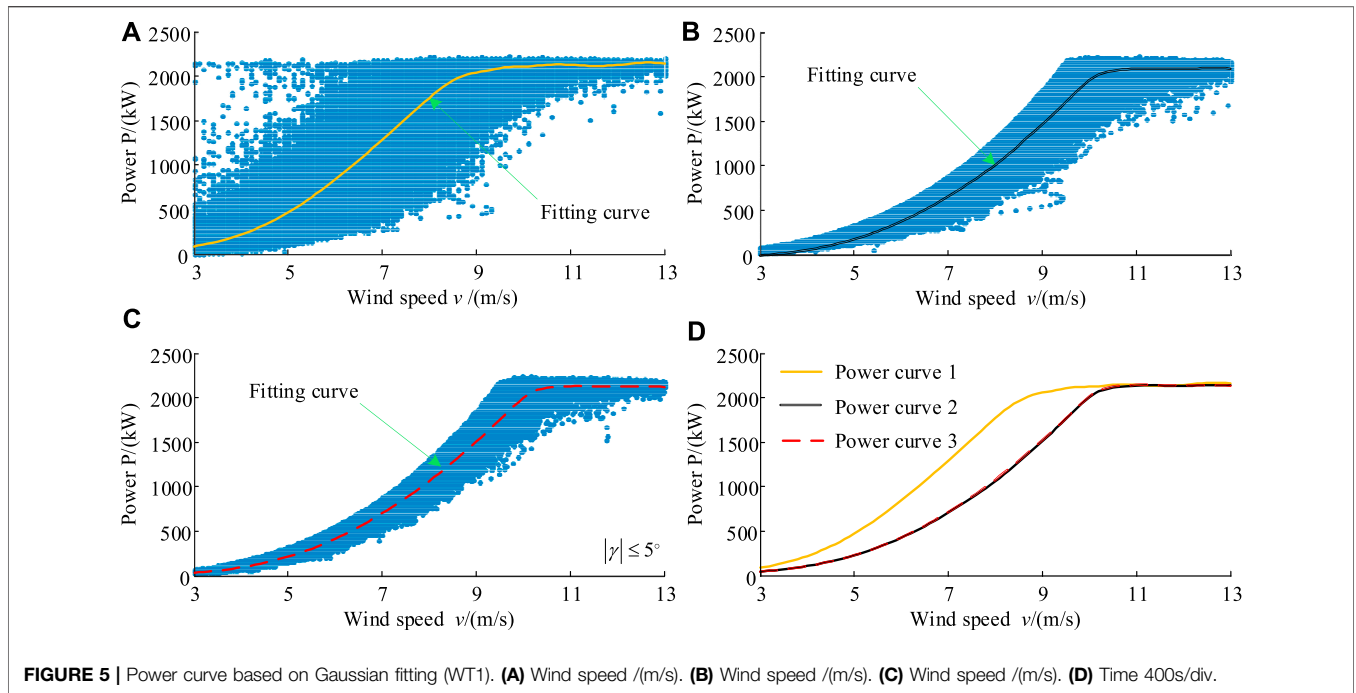 A
2500
2000
1500
1000
500
0
Power P/(kW)
Fitting curve
3 5 7 9 11 13
Wind speed v /(m/s)
B
2500
2000
1500
1000
500
0
Power P/(kW)
Fitting curve
3 5 7 9 11 13
Wind speed v/(m/s)
C
2500
2000
1500
1000
500
0
Power P/(kW)
Fitting curve
|γ| ≤ 5°
3 5 7 9 11 13
Wind speed v/(m/s)
D
2500
2000
1500
1000
500
0
Power P/(kW)
Power curve 1
Power curve 2
Power curve 3
3 5 7 9 11 13
Wind speed v/(m/s)
FIGURE 5 | Power curve based on Gaussian fitting (WT1). (A) Wind speed /(m/s). (B) Wind speed /(m/s). (C) Wind speed /(m/s). (D) Time 400s/div.